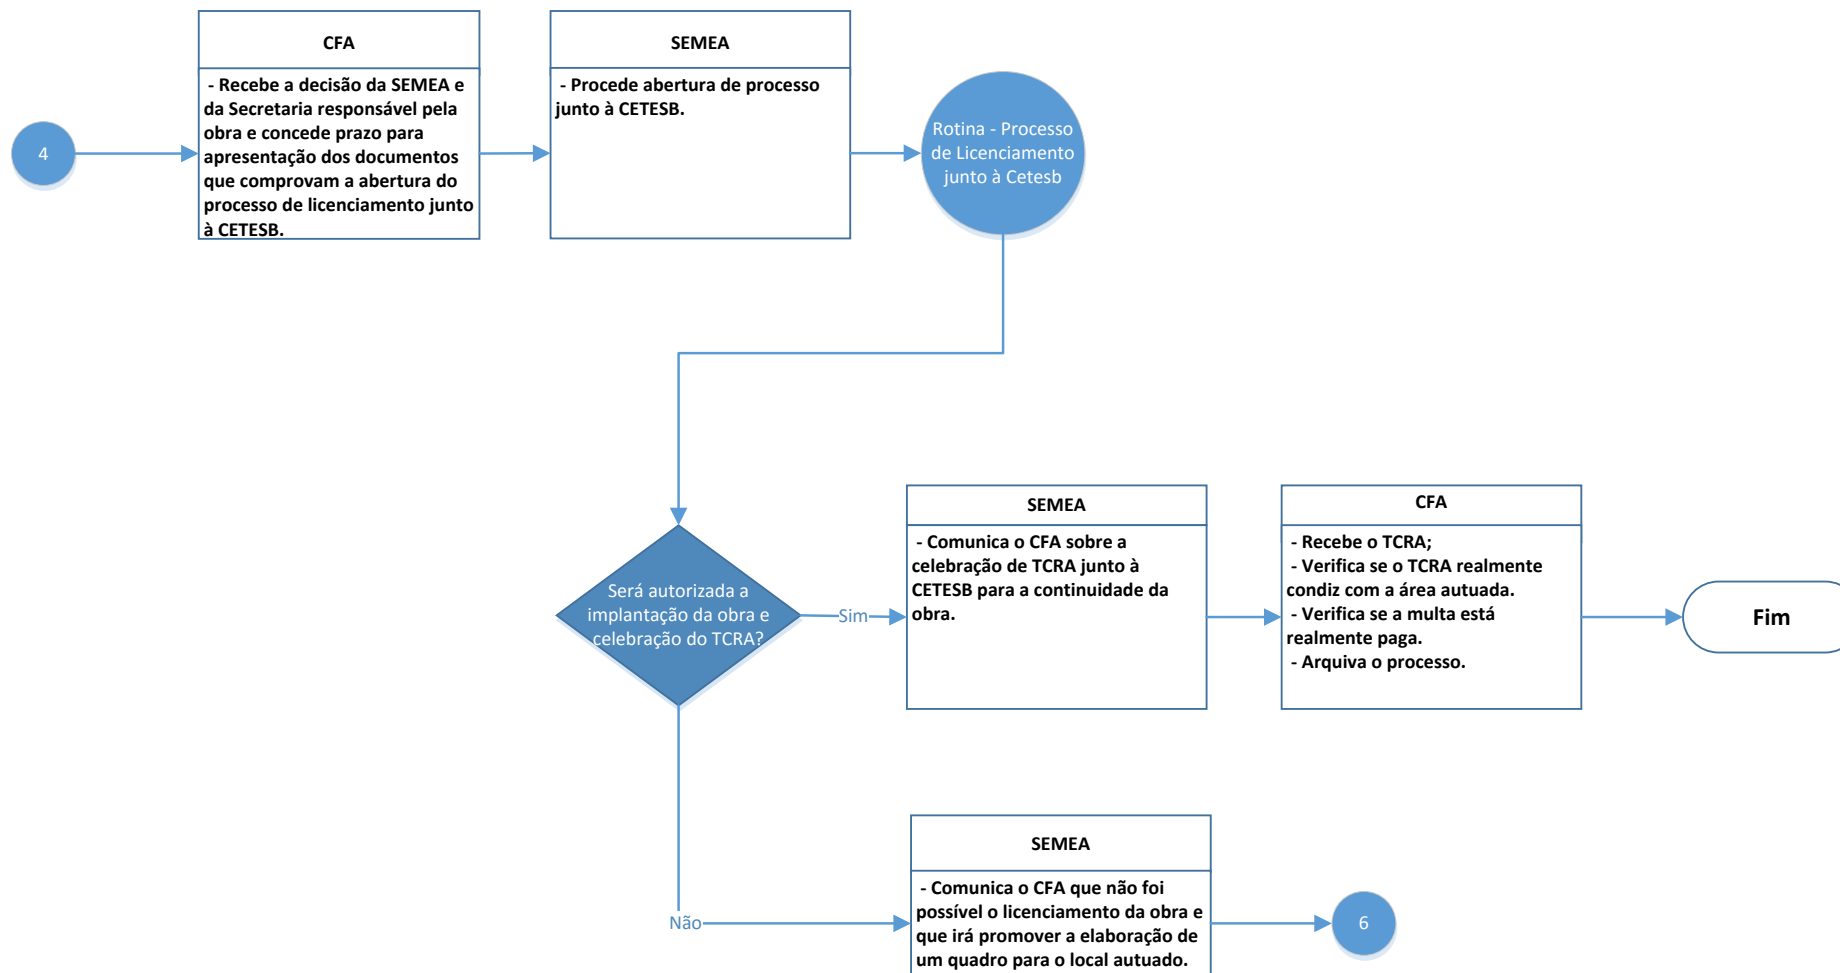 4
CFA
- Recebe a decisão da SEMEA e
da Secretaria responsável pela
obra e concede prazo para
apresentação dos documentos
que comprovam a abertura do
processo de licenciamento junto
à CETESB.
SEMEA
- Procede abertura de processo
junto à CETESB.
Rotina - Processo
de Licenciamento
junto à Cetesb
Será autorizada a
implantação da obra e
celebração do TCRA?
Sim
SEMEA
- Comunica o CFA sobre a
celebração de TCRA junto à
CETESB para a continuidade da
obra.
CFA
- Recebe o TCRA;
- Verifica se o TCRA realmente
condiz com a área autuada.
- Verifica se a multa está
realmente paga.
- Arquiva o processo.
Fim
Não
SEMEA
- Comunica o CFA que não foi
possível o licenciamento da obra e
que irá promover a elaboração de
um quadro para o local autuado.
6